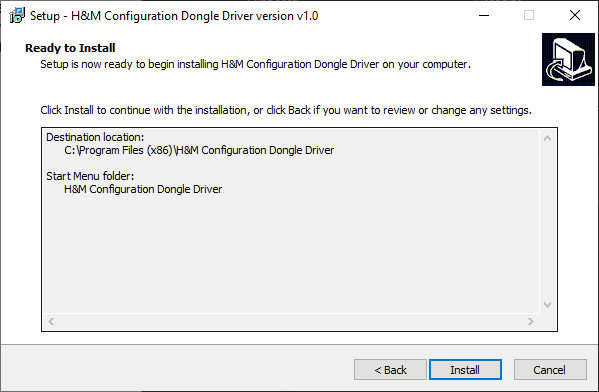 Setup - H&M Configuration Dongle Driver version v1.0
Ready to Install
Setup is now ready to begin installing H&M Configuration Dongle Driver on your computer.
Click Install to continue with the installation, or click Back if you want to review or change any settings.
Destination location:
C:\Program Files (x86)\H&M Configuration Dongle Driver
Start Menu folder:
H&M Configuration Dongle Driver
< Back
Install
Cancel